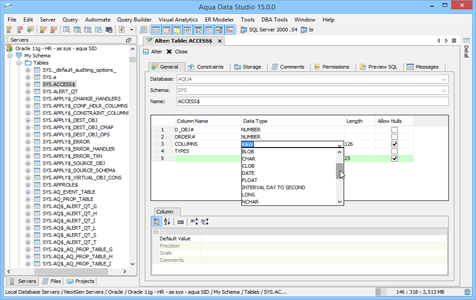 Aqua Data Studio 15.0.0
File Edit Server Query Automate Query Builder Visual Analytics ER Modeler Tools DBA Tools Window Help
SQL Server 2000 .54 bi
Servers
Alter: Table: ACCESS$
Oracle 11g - HR - as sys - aqua SID
My Schema
Tables
SYS._default_auditing_options_
SYS.a
SYS.ACCESS$
SYS.ALERT_QT
SYS.APPLY$_CHANGE_HANDLERS
SYS.APPLY$_CONF_HDLR_COLUMNS
SYS.APPLY$_CONSTRAINT_COLUMNS
SYS.APPLY$_DEST_OBJ
SYS.APPLY$_DEST_OBJ_CMAP
SYS.APPLY$_DEST_OBJ_OPS
SYS.APPLY$_ERROR
SYS.APPLY$_ERROR_HANDLER
SYS.APPLY$_ERROR_TXN
SYS.APPLY$_SOURCE_OBJ
SYS.APPLY$_SOURCE_SCHEMA
SYS.APPLY$_VIRTUAL_OBJ_CONS
SYS.APPROLE$
SYS.AQ_EVENT_TABLE
SYS.AQ_PROP_TABLE
SYS.AQ$_ALERT_QT_G
SYS.AQ$_ALERT_QT_H
SYS.AQ$_ALERT_QT_I
SYS.AQ$_ALERT_QT_S
SYS.AQ$_ALERT_QT_T
SYS.AQ$_AQ_PROP_TABLE_G
SYS.AQ$_AQ_PROP_TABLE_H
SYS.AQ$_AQ_PROP_TABLE_I
Servers Files Projects
Alter Close
General Constraints Storage Comments Permissions Preview SQL Messages
Database: AQUA
Schema: SYS
Name: ACCESS$
Column Name Data Type Length Allow Nulls
1 D_OBJ# NUMBER
2 ORDER# NUMBER
3 COLUMNS RAW 126
4 TYPES
5 25
BLOB
CHAR
CLOB
DATE
FLOAT
INTERVAL DAY TO SECOND
LONG
NCHAR
Column
Default Value
Precision
Scale
Comments
Detail
Local Database Servers / NextGen Servers / Oracle / Oracle 11g - HR - as sys - aqua SID / My Schema / Tables / SYS.AC...
146 : 318 : 2,513 MB